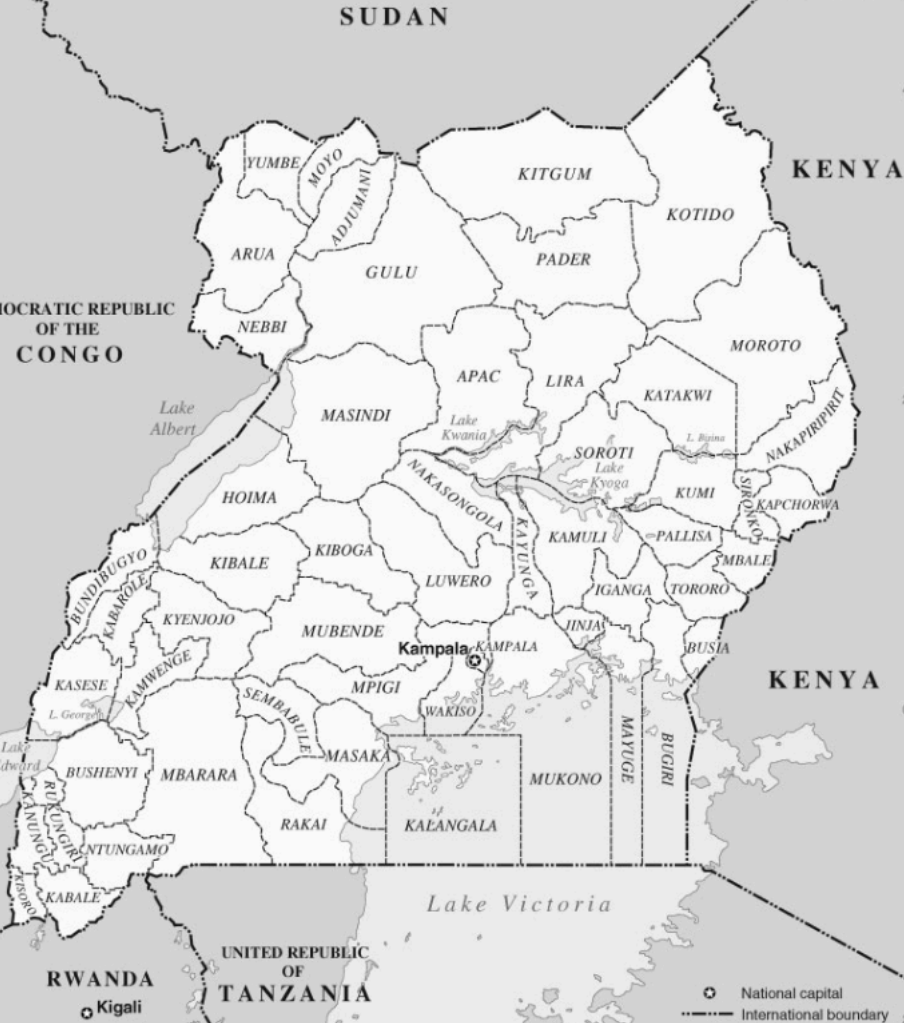 SUDAN
KENYA
YUMBE
MOYO
ADJUMANI
KITGUM
KOTIDO
ARUA
GULU
PADER
NEBBI
MOCRATIC REPUBLIC
OF THE
CONGO
MOROTO
APAC
LIRA
KATAKWI
NAKAPIRIPIRIT
Lake
Albert
MASINDI
Lake
Kwania
L. Bisina
SOROTI
Lake
Kyoga
HOIMA
NAKASONGOLA
KUMI
SIRONKO
KAPCHORWA
KAYUNGA
KAMULI
PALLISA
MBALE
BUNDIBUGYO
KIBALE
KIBOGA
LUWERO
IGANGA
TORORO
KABAROLE
KYENJOJO
MUBENDE
JINJA
BUSIA
Kampala
KAMPALA
KENYA
KASESE
KAMWENGE
MPIGI
L. George
SEMBABULE
WAKISO
MAYUGE
BUGIRI
Lake
Edward
BUSHENYI
MBARARA
MASAKA
MUKONO
RUKUNGIRI
KANUNGU
NTUNGAMO
RAKAI
KALANGALA
KISORO
KABALE
Lake Victoria
UNITED REPUBLIC
OF
TANZANIA
RWANDA
Kigali
National capital
International boundary